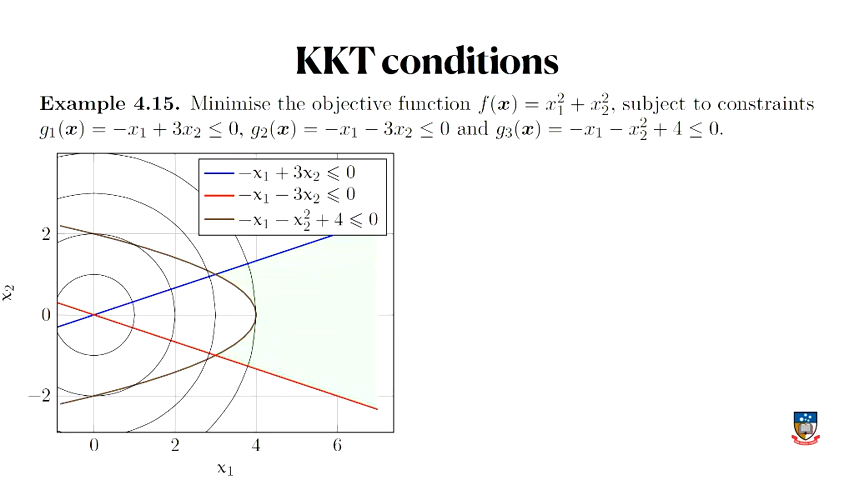 KKT conditions
Example 4.15. Minimise the objective function f(x) = x₁² + x₂², subject to constraints
g₁(x) = −x₁ + 3x₂ ≤ 0, g₂(x) = −x₁ − 3x₂ ≤ 0 and g₃(x) = −x₁ − x₂² + 4 ≤ 0.
−x₁ + 3x₂ ⩽ 0
−x₁ − 3x₂ ⩽ 0
−x₁ − x₂² + 4 ⩽ 0
2
0
−2
x₂
0 2 4 6
x₁